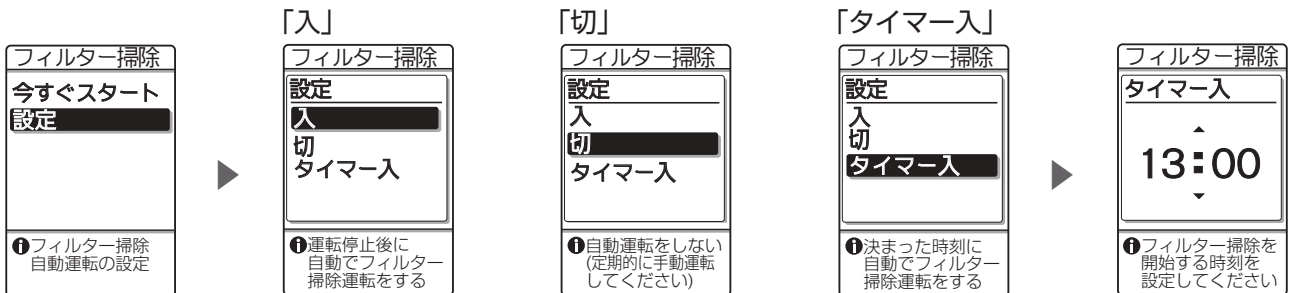 「入」
「切」
「タイマー入」
フィルター掃除
今すぐスタート
設定
❶フィルター掃除
自動運転の設定
フィルター掃除
設定
入
切
タイマー入
❶運転停止後に
自動でフィルター
掃除運転をする
フィルター掃除
設定
入
切
タイマー入
❶自動運転をしない
(定期的に手動運転
してください)
フィルター掃除
設定
入
切
タイマー入
❶決まった時刻に
自動でフィルター
掃除運転をする
フィルター掃除
タイマー入
13:00
❶フィルター掃除を
開始する時刻を
設定してください